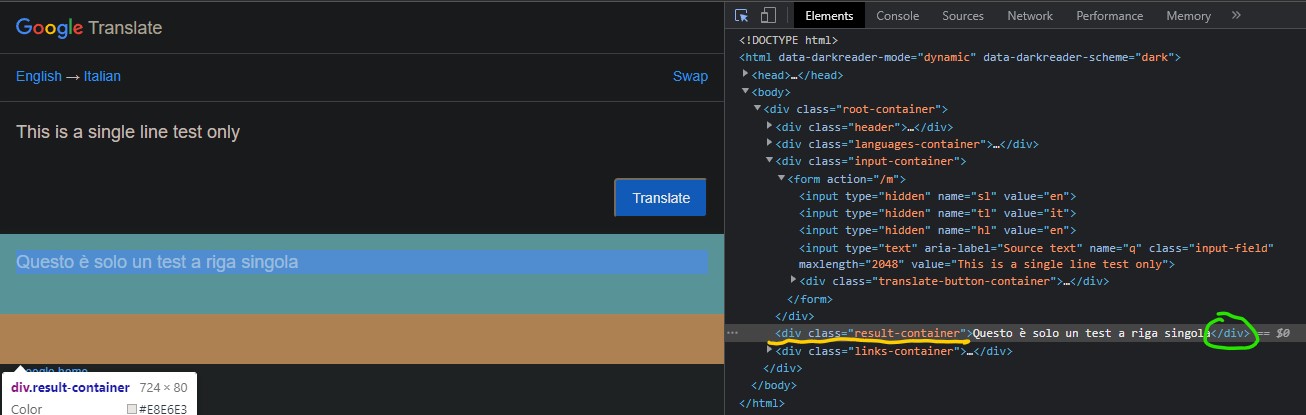 Google Translate
English → Italian
Swap
This is a single line test only
Translate
Questo è solo un test a riga singola
oogle home
div.result-container 724 × 80
Color #E8E6E3
Elements Console Sources Network Performance Memory »
<!DOCTYPE html>
<html data-darkreader-mode="dynamic" data-darkreader-scheme="dark">
<head>…</head>
<body>
<div class="root-container">
<div class="header">…</div>
<div class="languages-container">…</div>
<div class="input-container">
<form action="/m">
<input type="hidden" name="sl" value="en">
<input type="hidden" name="tl" value="it">
<input type="hidden" name="hl" value="en">
<input type="text" aria-label="Source text" name="q" class="input-field"
maxlength="2048" value="This is a single line test only">
<div class="translate-button-container">…</div>
</form>
</div>
<div class="result-container">Questo è solo un test a riga singola</div> == $0
<div class="links-container">…</div>
</div>
</body>
</html>